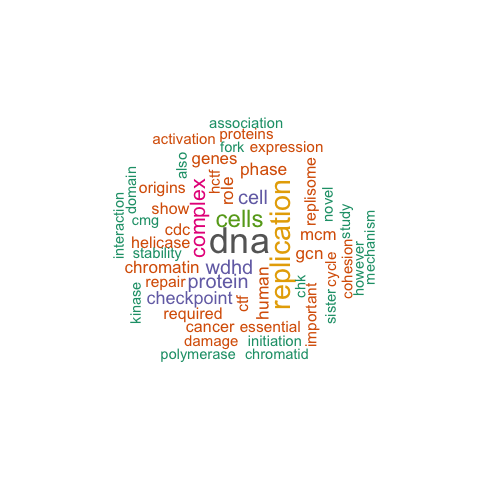 association
activation
proteins
fork
expression
also
genes
phase
hctf
replisome
domain
origins
role
cell
complex
replication
novel
interaction
cmg
show
cells
study
cdc
mcm
helicase
dna
mechanism
stability
gcn
cycle
cohesion
however
chromatin
wdhd
repair
protein
human
chk
kinase
checkpoint
ctf
important
sister
required
cancer
essential
damage
initiation
polymerase
chromatid